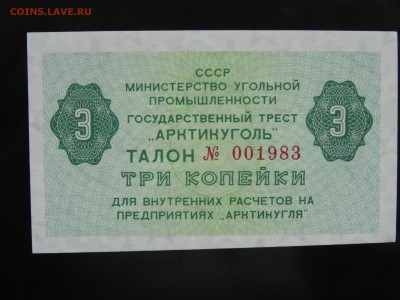 COINS.LAVE.RU
СССР
МИНИСТЕРСТВО УГОЛЬНОЙ
ПРОМЫШЛЕННОСТИ
ГОСУДАРСТВЕННЫЙ ТРЕСТ
„АРКТИКУГОЛЬ"
3 ТАЛОН № 001983 3
ТРИ КОПЕЙКИ
ДЛЯ ВНУТРЕННИХ РАСЧЕТОВ НА
ПРЕДПРИЯТИЯХ „АРКТИКУГЛЯ"